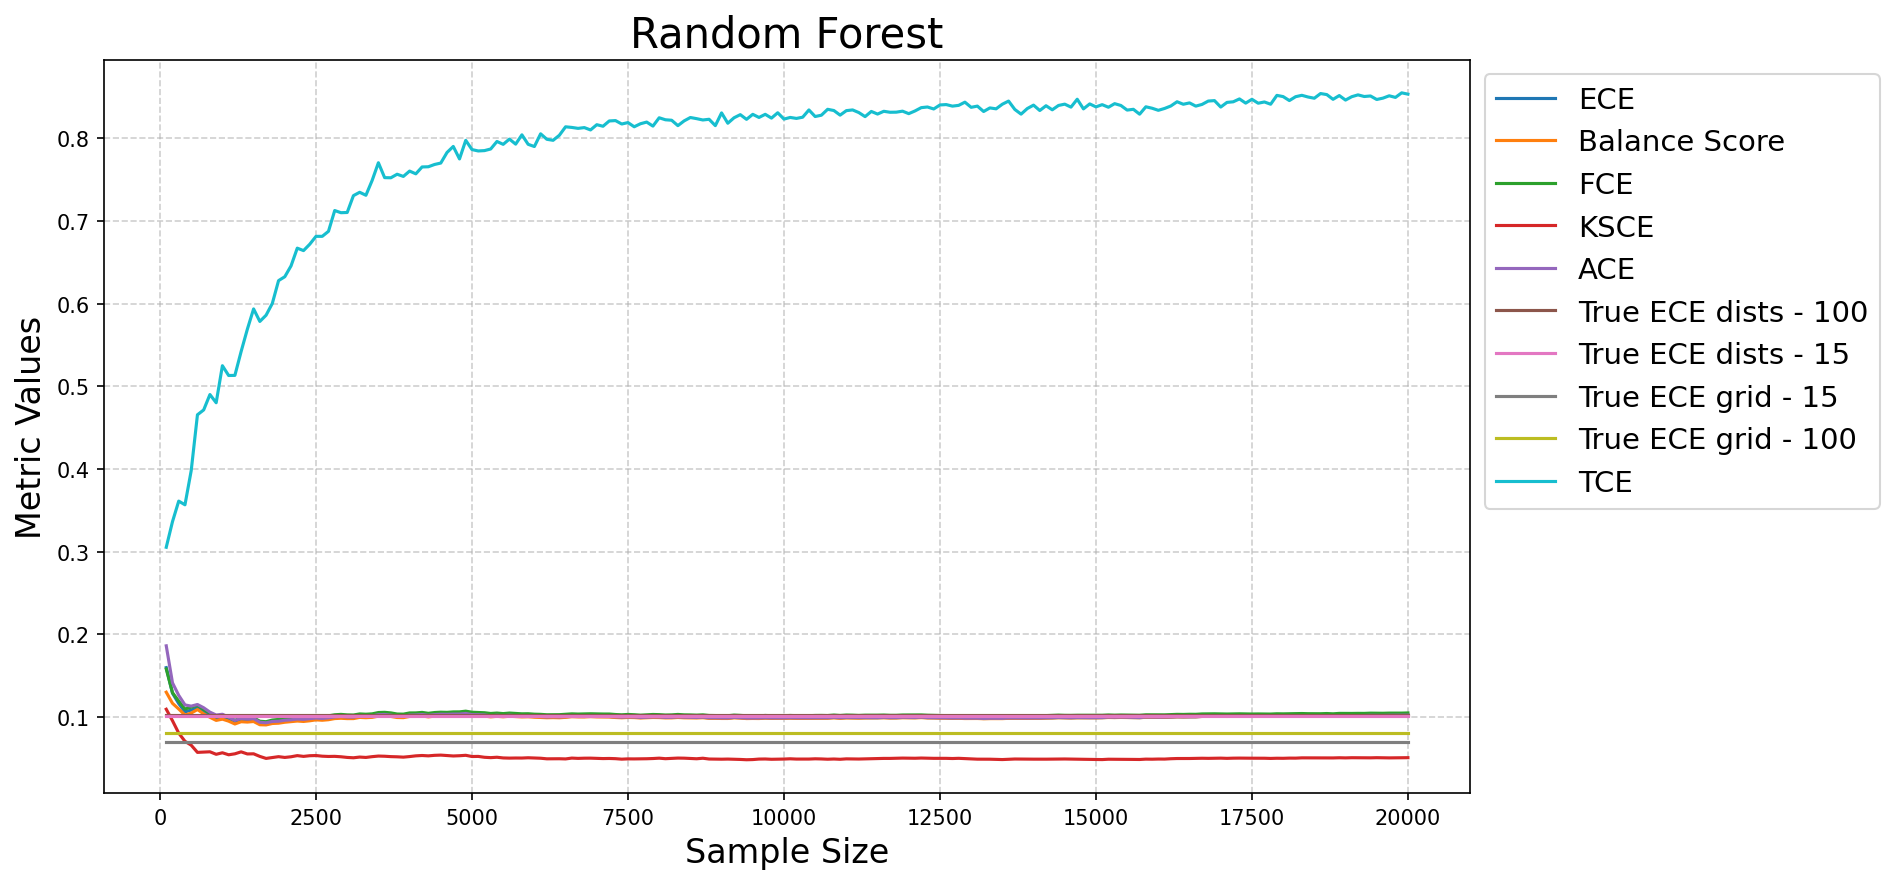 Random Forest
Metric Values
0.8
0.7
0.6
0.5
0.4
0.3
0.2
0.1
0 2500 5000 7500 10000 12500 15000 17500 20000
Sample Size
ECE
Balance Score
FCE
KSCE
ACE
True ECE dists - 100
True ECE dists - 15
True ECE grid - 15
True ECE grid - 100
TCE